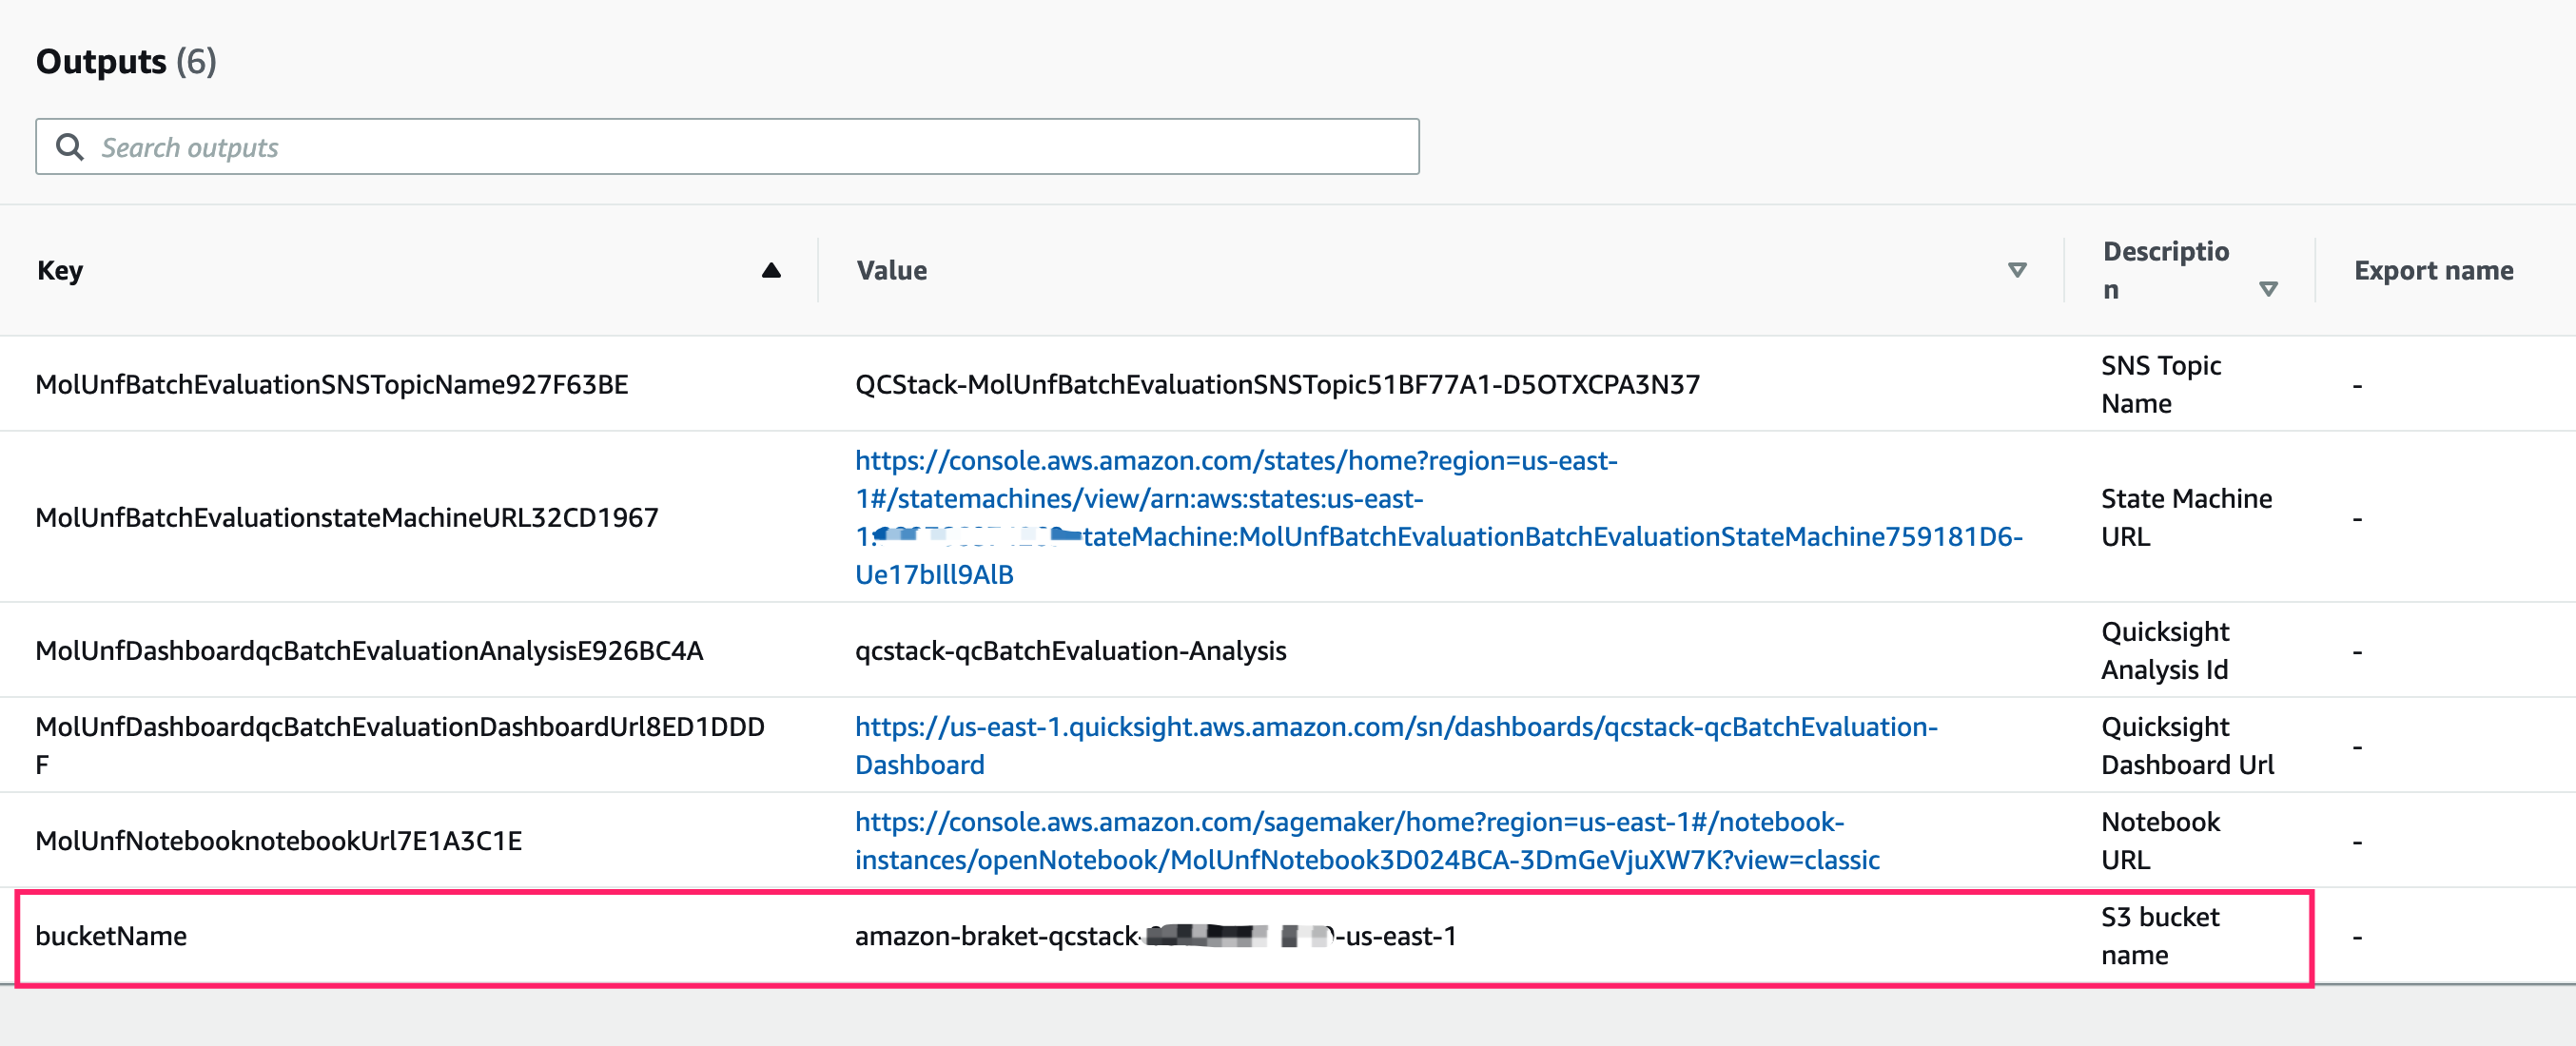 Outputs (6)
Search outputs
Key
Value
Descriptio
n
Export name
MolUnfBatchEvaluationSNSTopicName927F63BE
QCStack-MolUnfBatchEvaluationSNSTopic51BF77A1-D5OTXCPA3N37
SNS Topic
Name
-
MolUnfBatchEvaluationstateMachineURL32CD1967
https://console.aws.amazon.com/states/home?region=us-east-
1#/statemachines/view/arn:aws:states:us-east-
1: tateMachine:MolUnfBatchEvaluationBatchEvaluationStateMachine759181D6-
Ue17bIll9AlB
State Machine
URL
-
MolUnfDashboardqcBatchEvaluationAnalysisE926BC4A
qcstack-qcBatchEvaluation-Analysis
Quicksight
Analysis Id
-
MolUnfDashboardqcBatchEvaluationDashboardUrl8ED1DDD
F
https://us-east-1.quicksight.aws.amazon.com/sn/dashboards/qcstack-qcBatchEvaluation-
Dashboard
Quicksight
Dashboard Url
-
MolUnfNotebooknotebookUrl7E1A3C1E
https://console.aws.amazon.com/sagemaker/home?region=us-east-1#/notebook-
instances/openNotebook/MolUnfNotebook3D024BCA-3DmGeVjuXW7K?view=classic
Notebook
URL
-
bucketName
amazon-braket-qcstack- -us-east-1
S3 bucket
name
-